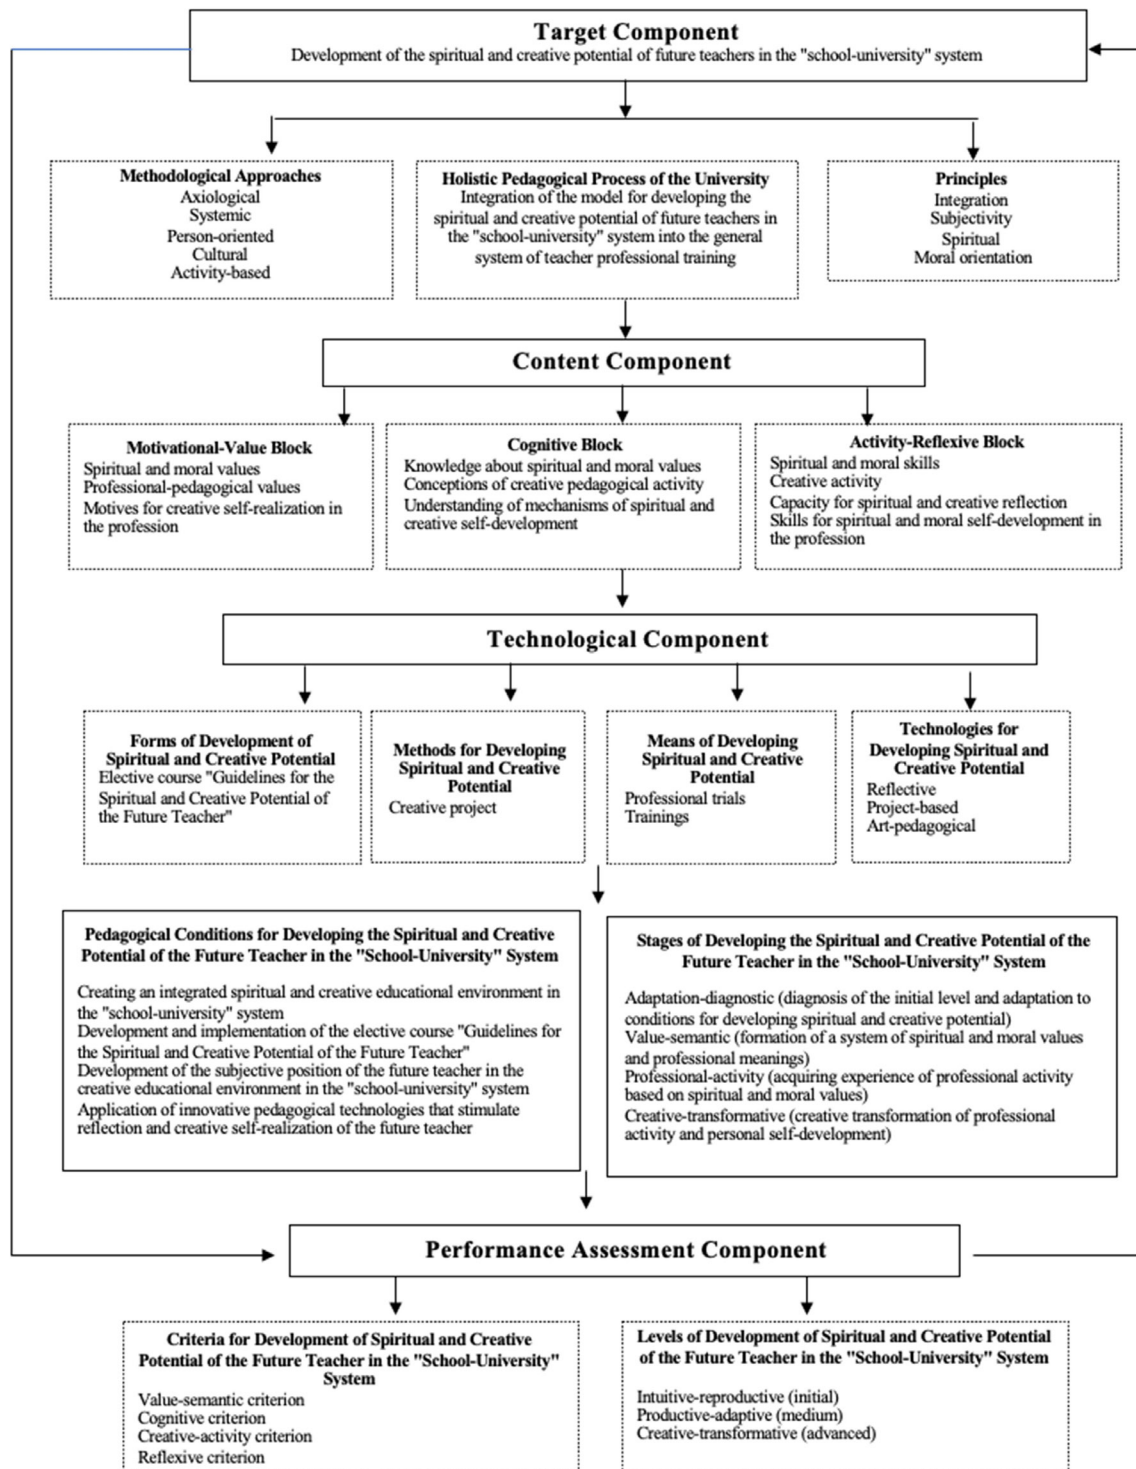 Target Component
Development of the spiritual and creative potential of future teachers in the "school-university" system
Methodological Approaches
Axiological
Systemic
Person-oriented
Cultural
Activity-based
Holistic Pedagogical Process of the University
Integration of the model for developing the
spiritual and creative potential of future teachers in
the "school-university" system into the general
system of teacher professional training
Principles
Integration
Subjectivity
Spiritual
Moral orientation
Content Component
Motivational-Value Block
Spiritual and moral values
Professional-pedagogical values
Motives for creative self-realization in
the profession
Cognitive Block
Knowledge about spiritual and moral values
Conceptions of creative pedagogical activity
Understanding of mechanisms of spiritual and
creative self-development
Activity-Reflexive Block
Spiritual and moral skills
Creative activity
Capacity for spiritual and creative reflection
Skills for spiritual and moral self-development in
the profession
Technological Component
Forms of Development of
Spiritual and Creative Potential
Elective course "Guidelines for the
Spiritual and Creative Potential of
the Future Teacher"
Methods for Developing
Spiritual and Creative
Potential
Creative project
Means of Developing
Spiritual and Creative
Potential
Professional trials
Trainings
Technologies for
Developing Spiritual and
Creative Potential
Reflective
Project-based
Art-pedagogical
Pedagogical Conditions for Developing the Spiritual and Creative
Potential of the Future Teacher in the "School-University" System
Creating an integrated spiritual and creative educational environment in
the "school-university" system
Development and implementation of the elective course "Guidelines for
the Spiritual and Creative Potential of the Future Teacher"
Development of the subjective position of the future teacher in the
creative educational environment in the "school-university" system
Application of innovative pedagogical technologies that stimulate
reflection and creative self-realization of the future teacher
Stages of Developing the Spiritual and Creative Potential of the
Future Teacher in the "School-University" System
Adaptation-diagnostic (diagnosis of the initial level and adaptation to
conditions for developing spiritual and creative potential)
Value-semantic (formation of a system of spiritual and moral values
and professional meanings)
Professional-activity (acquiring experience of professional activity
based on spiritual and moral values)
Creative-transformative (creative transformation of professional
activity and personal self-development)
Performance Assessment Component
Criteria for Development of Spiritual and Creative
Potential of the Future Teacher in the "School-University"
System
Value-semantic criterion
Cognitive criterion
Creative-activity criterion
Reflexive criterion
Levels of Development of Spiritual and Creative Potential
of the Future Teacher in the "School-University" System
Intuitive-reproductive (initial)
Productive-adaptive (medium)
Creative-transformative (advanced)